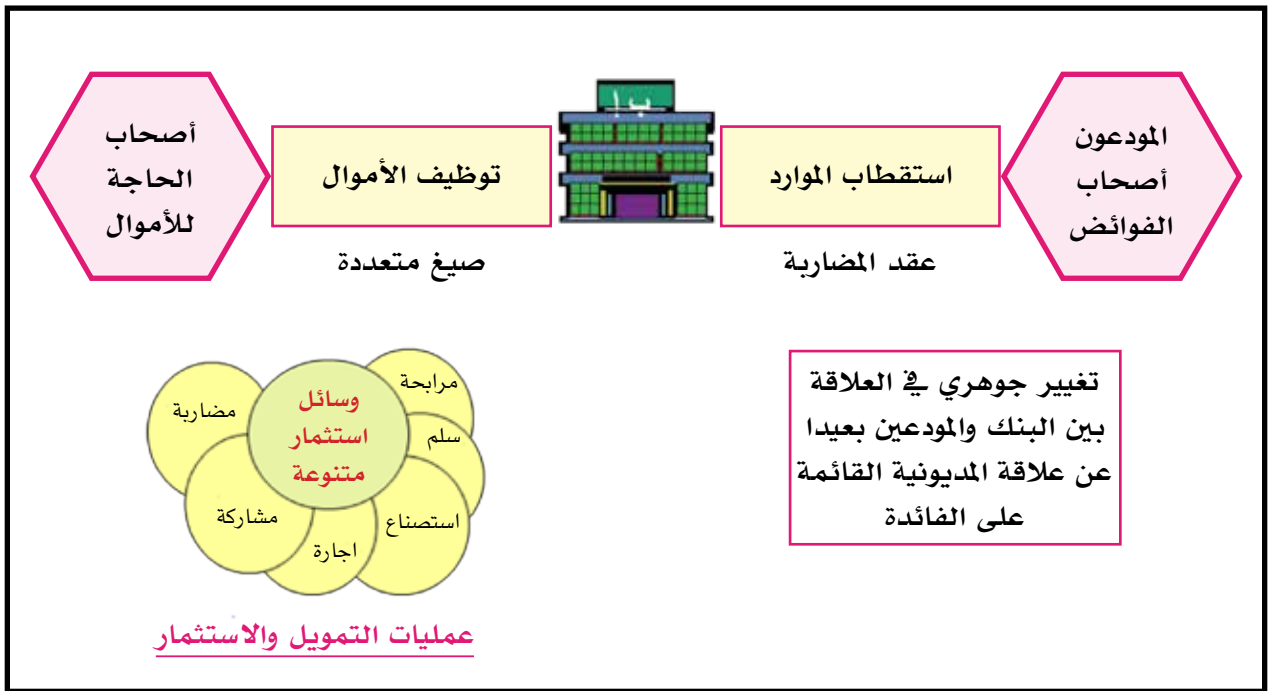 المودعون
أصحاب
الفوائض
استقطاب الموارد
عقد المضاربة
ب ا
توظيف الأموال
صيغ متعددة
أصحاب
الحاجة
للأموال
تغيير جوهري في العلاقة
بين البنك والمودعين بعيدا
عن علاقة المديونية القائمة
على الفائدة
وسائل
استثمار
متنوعة
مرابحة
سلم
استصناع
اجارة
مشاركة
مضاربة
عمليات التمويل والاستثمار